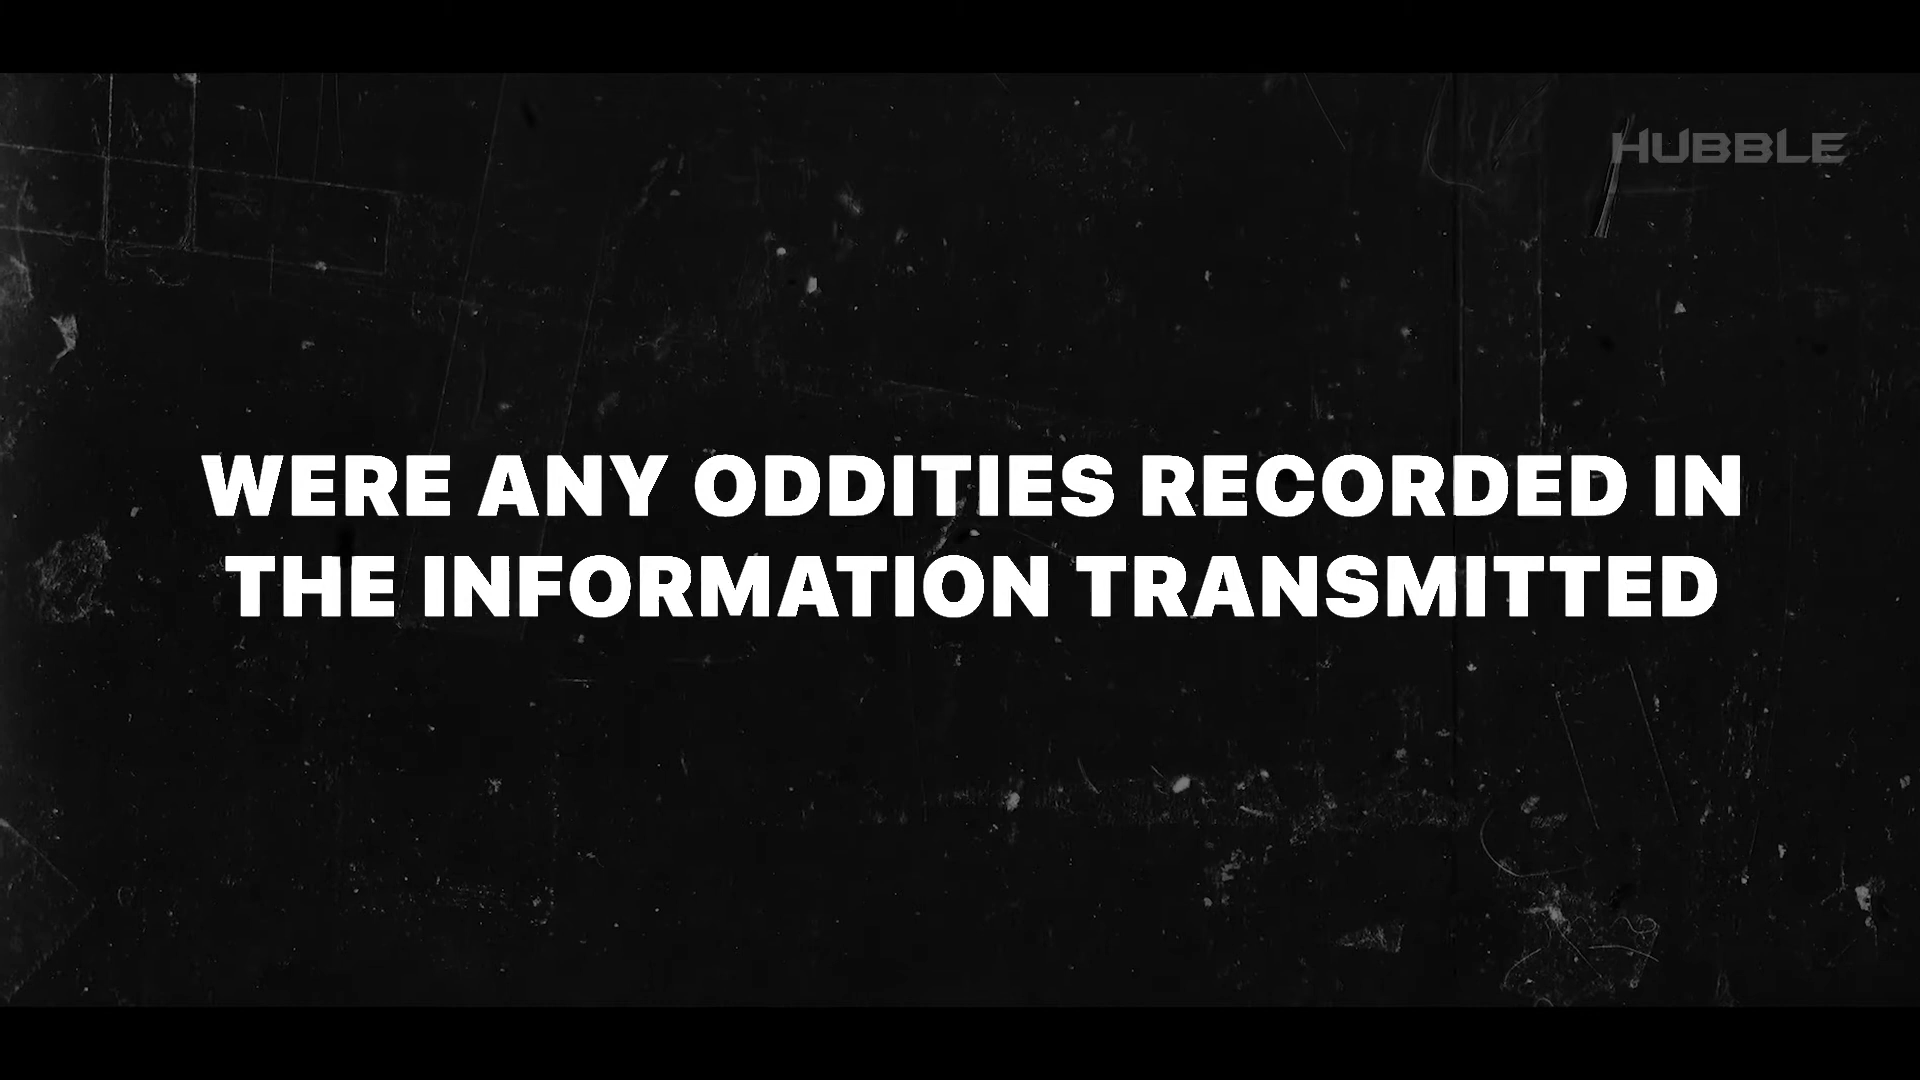 HUBBLE
WERE ANY ODDITIES RECORDED IN
THE INFORMATION TRANSMITTED